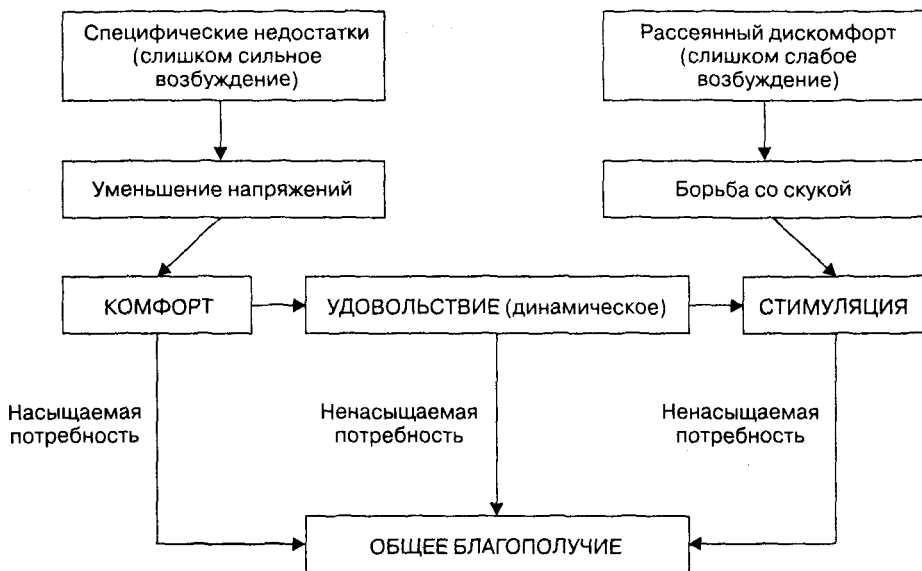 Специфические недостатки
(слишком сильное
возбуждение)
Рассеянный дискомфорт
(слишком слабое
возбуждение)
Уменьшение напряжений
Борьба со скукой
КОМФОРТ
УДОВОЛЬСТВИЕ (динамическое)
СТИМУЛЯЦИЯ
Насыщаемая
потребность
Ненасыщаемая
потребность
Ненасыщаемая
потребность
ОБЩЕЕ БЛАГОПОЛУЧИЕ